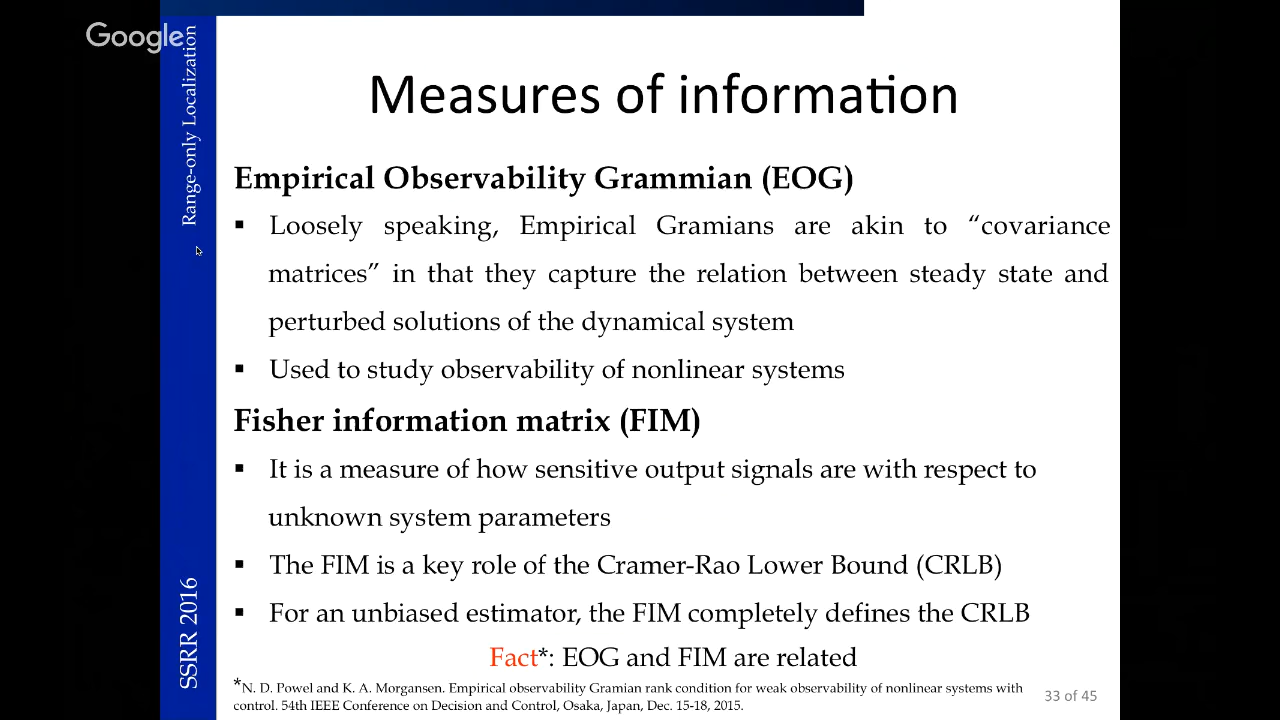 Google
Range-only Localization
SSRR 2016
Measures of information
Empirical Observability Grammian (EOG)
▪ Loosely speaking, Empirical Gramians are akin to “covariance
matrices” in that they capture the relation between steady state and
perturbed solutions of the dynamical system
▪ Used to study observability of nonlinear systems
Fisher information matrix (FIM)
▪ It is a measure of how sensitive output signals are with respect to
unknown system parameters
▪ The FIM is a key role of the Cramer-Rao Lower Bound (CRLB)
▪ For an unbiased estimator, the FIM completely defines the CRLB
Fact*: EOG and FIM are related
*N. D. Powel and K. A. Morgansen. Empirical observability Gramian rank condition for weak observability of nonlinear systems with
control. 54th IEEE Conference on Decision and Control, Osaka, Japan, Dec. 15-18, 2015.
33 of 45